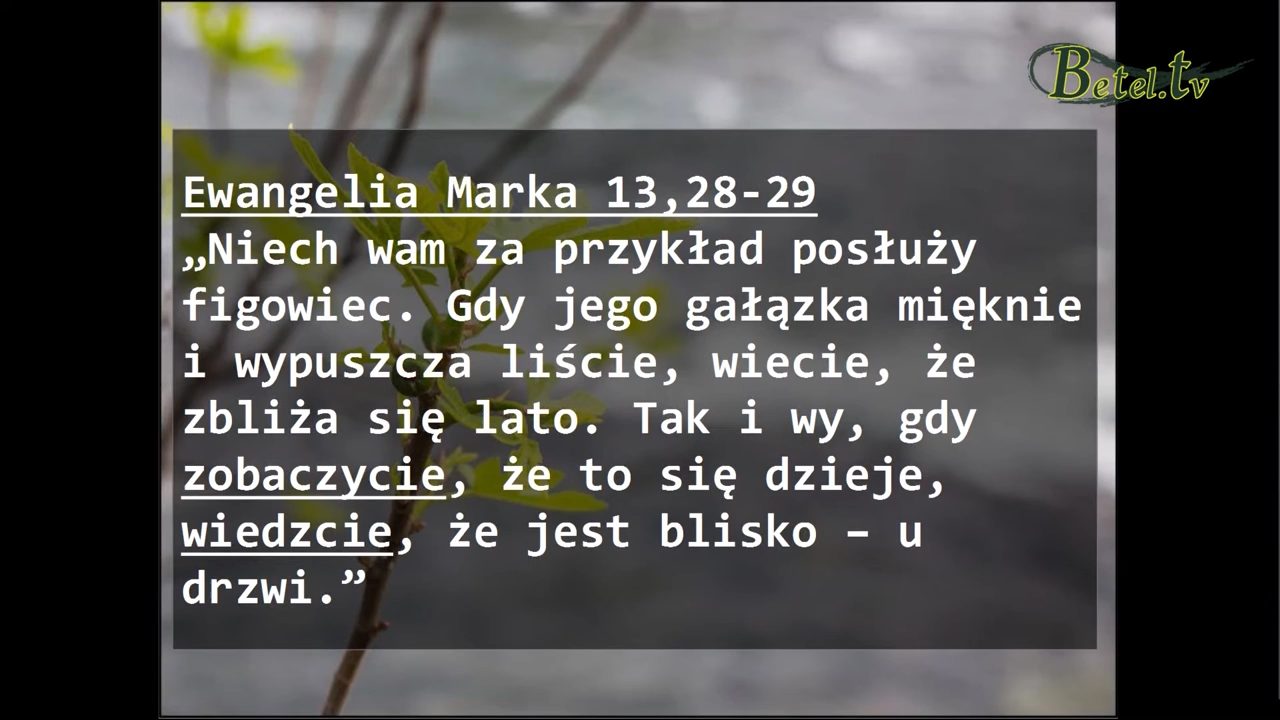 Betel.tv
Ewangelia Marka 13,28-29
„Niech wam za przykład posłuży
figowiec. Gdy jego gałązka mięknie
i wypuszcza liście, wiecie, że
zbliża się lato. Tak i wy, gdy
zobaczycie, że to się dzieje,
wiedzcie, że jest blisko – u
drzwi.”